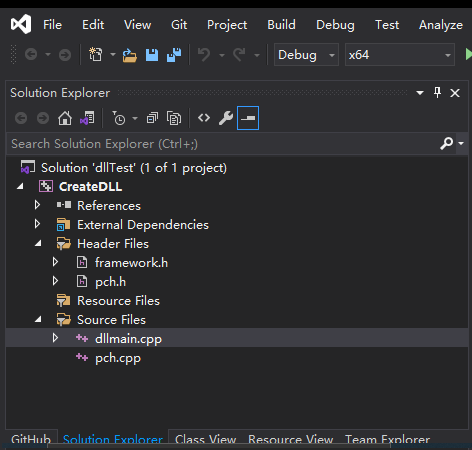 File Edit View Git Project Build Debug Test Analyze
Debug x64
Solution Explorer
Search Solution Explorer (Ctrl+;)
Solution 'dllTest' (1 of 1 project)
CreateDLL
References
External Dependencies
Header Files
framework.h
pch.h
Resource Files
Source Files
dllmain.cpp
pch.cpp
GitHub Solution Explorer Class View Resource View Team Explorer